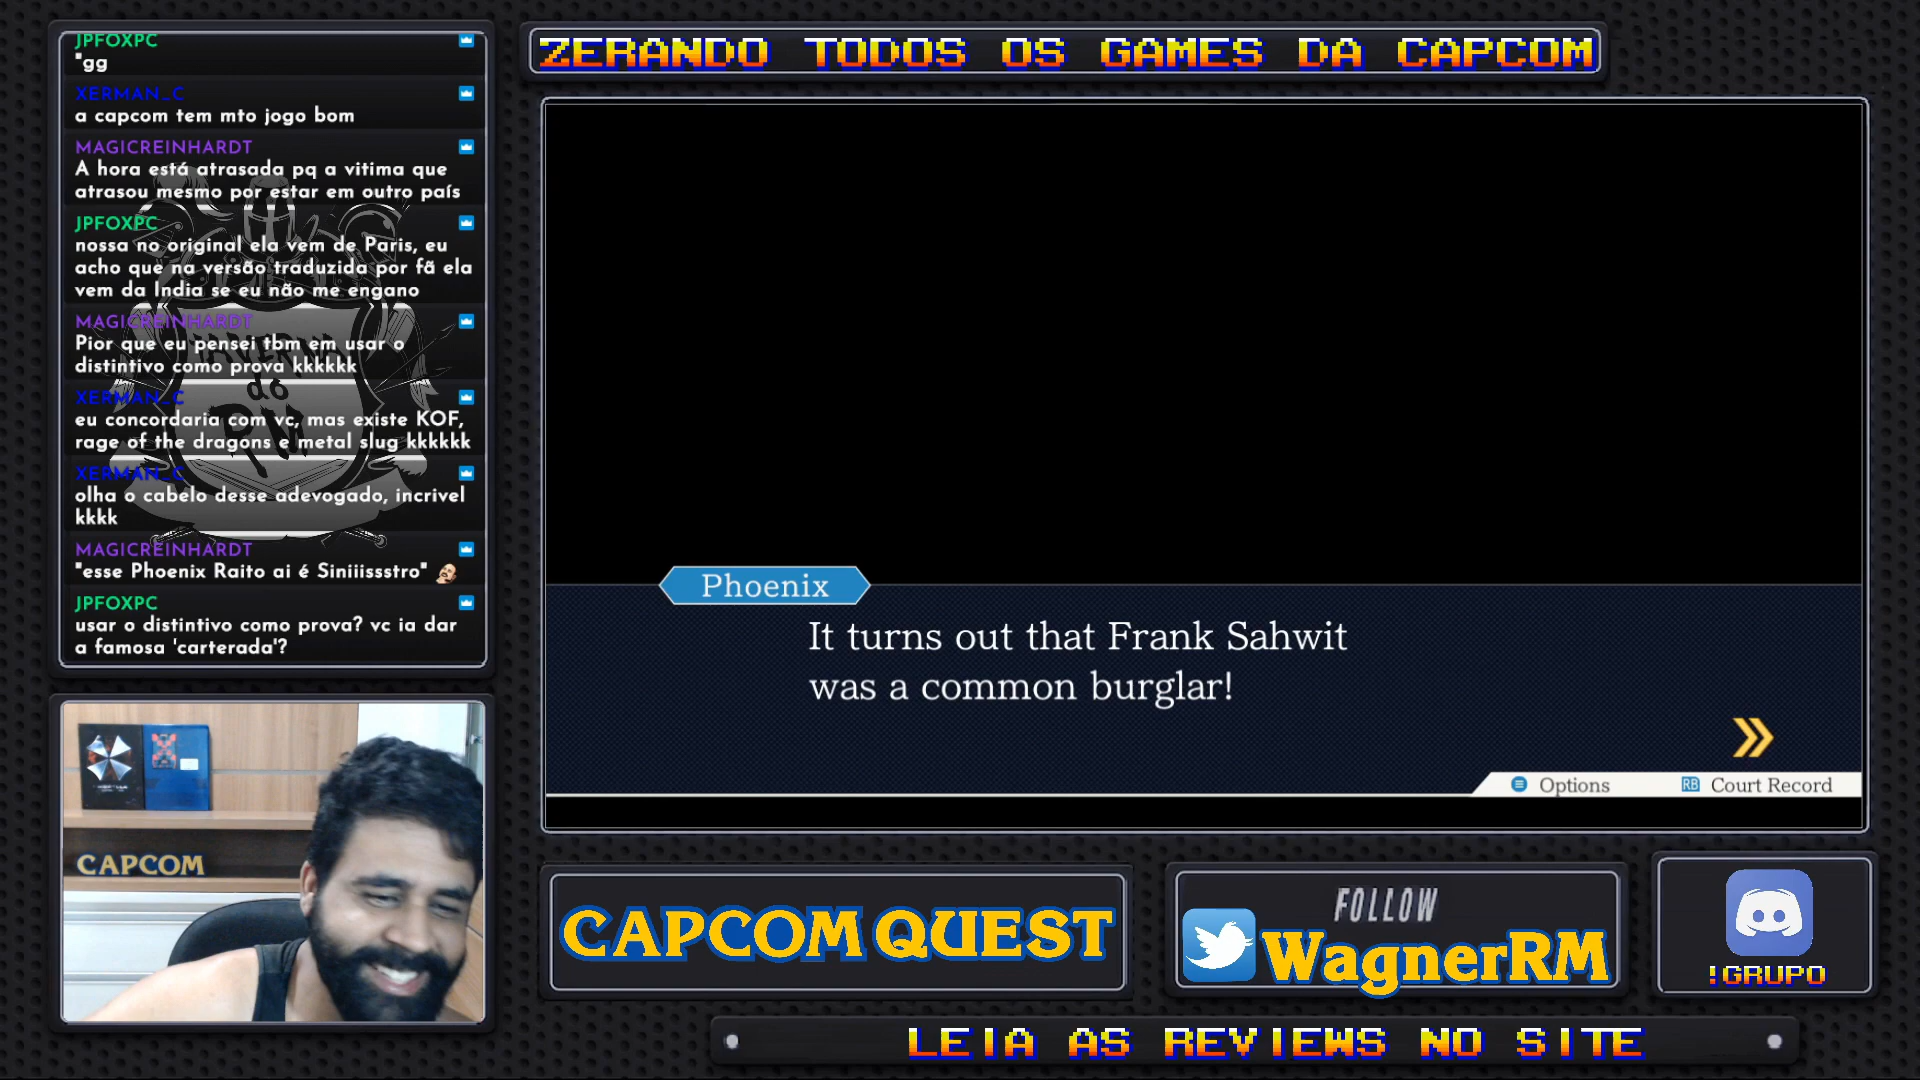 JPFOXPC
"gg
XERMAN_C
a capcom tem mto jogo bom
MAGICREINHARDT
A hora está atrasada pq a vitima que
atrasou mesmo por estar em outro país
JPFOXPC
nossa no original ela vem de Paris, eu
acho que na versão traduzida por fã ela
vem da India se eu não me engano
MAGICREINHARDT
Pior que eu pensei tbm em usar o
distintivo como prova kkkkkk
XERMAN_C
eu concordaria com vc, mas existe KOF,
rage of the dragons e metal slug kkkkkk
XERMAN_C
olha o cabelo desse adevogado, incrivel
kkkk
MAGICREINHARDT
"esse Phoenix Raito ai é Siniiissstro"
JPFOXPC
usar o distintivo como prova? vc ia dar
a famosa 'carterada'?
CAPCOM
ZERANDO TODOS OS GAMES DA CAPCOM
Phoenix
It turns out that Frank Sahwit
was a common burglar!
Options
RB Court Record
CAPCOM QUEST
FOLLOW
WagnerRM
!GRUPO
LEIA AS REVIEWS NO SITE